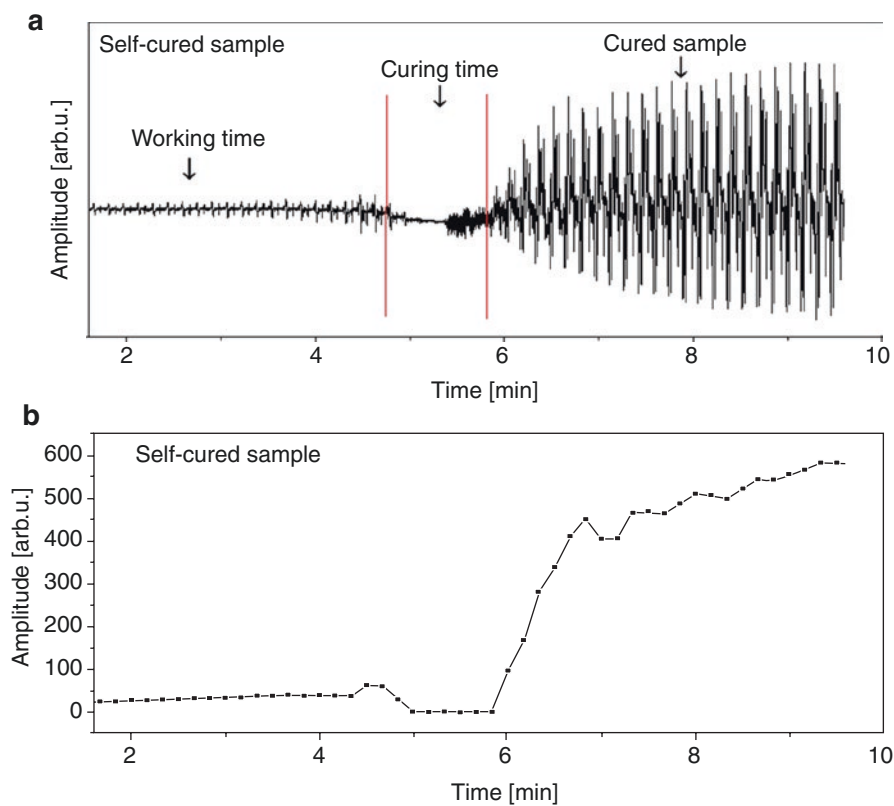 a
Self-cured sample
Cured sample
Curing time
Working time
Amplitude [arb.u.]
2 4 6 8 10
Time [min]
b
Self-cured sample
600
500
400
300
200
100
0
Amplitude [arb.u.]
2 4 6 8 10
Time [min]